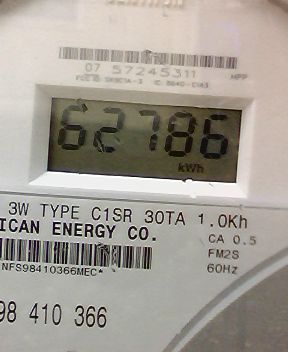 07 57245311 HPP
62786
kWh
3W TYPE C1SR 30TA 1.0Kh
ICAN ENERGY CO.
CA 0.5
FM2S
NFS98410366MEC*
60Hz
98 410 366